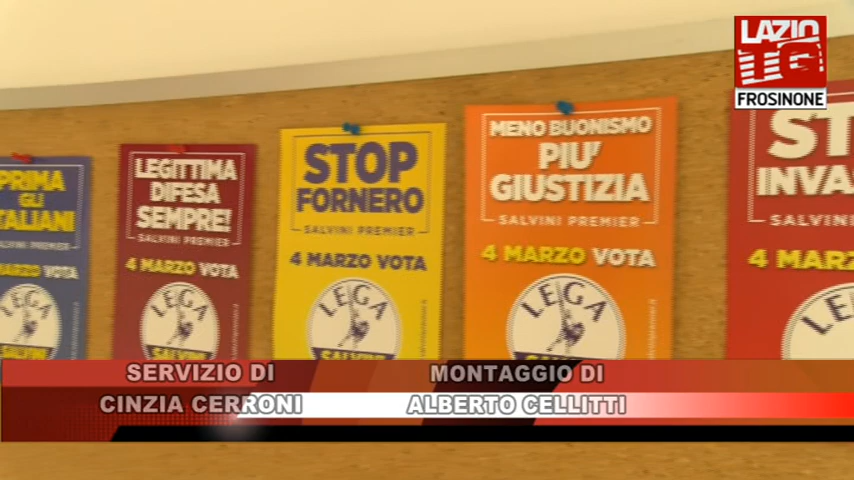 LAZIO
TG
FROSINONE
PRIMA
GLI
ITALIANI
SALVINI PREMIER
4 MARZO VOTA
LEGA
SALVINI
LEGITTIMA
DIFESA
SEMPRE!
SALVINI PREMIER
4 MARZO VOTA
LEGA
STOP
FORNERO
SALVINI PREMIER
4 MARZO VOTA
LEGA
SALVINI
MENO BUONISMO
PIU'
GIUSTIZIA
SALVINI PREMIER
4 MARZO VOTA
LEGA
SALVINI
4 MARZ
LEGA
SERVIZIO DI
CINZIA CERRONI
MONTAGGIO DI
ALBERTO CELLITTI